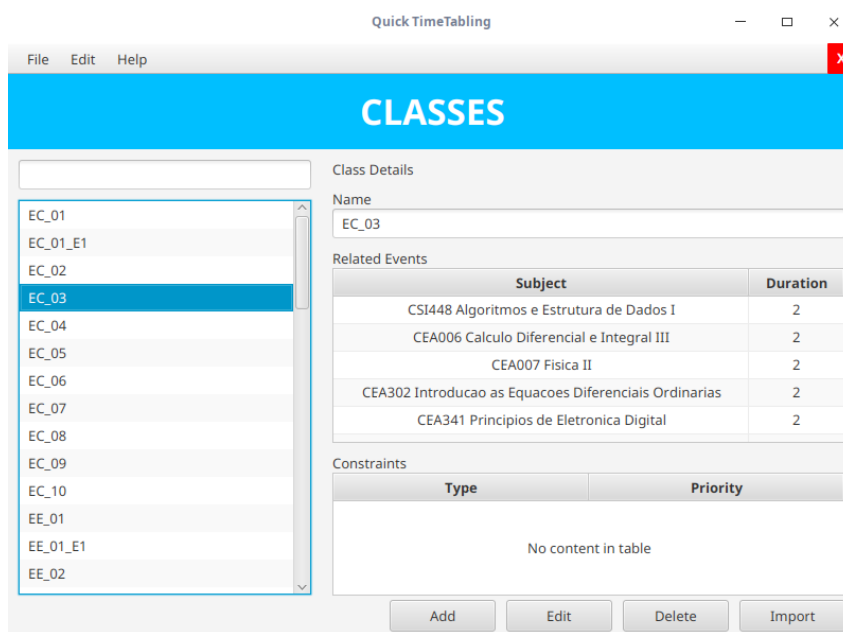 Quick TimeTabling
File Edit Help
X
CLASSES
EC_01
EC_01_E1
EC_02
EC_03
EC_04
EC_05
EC_06
EC_07
EC_08
EC_09
EC_10
EE_01
EE_01_E1
EE_02
Class Details
Name
EC_03
Related Events
Subject Duration
CSI448 Algoritmos e Estrutura de Dados I 2
CEA006 Calculo Diferencial e Integral III 2
CEA007 Fisica II 2
CEA302 Introducao as Equacoes Diferenciais Ordinarias 2
CEA341 Principios de Eletronica Digital 2
Constraints
Type Priority
No content in table
Add Edit Delete Import